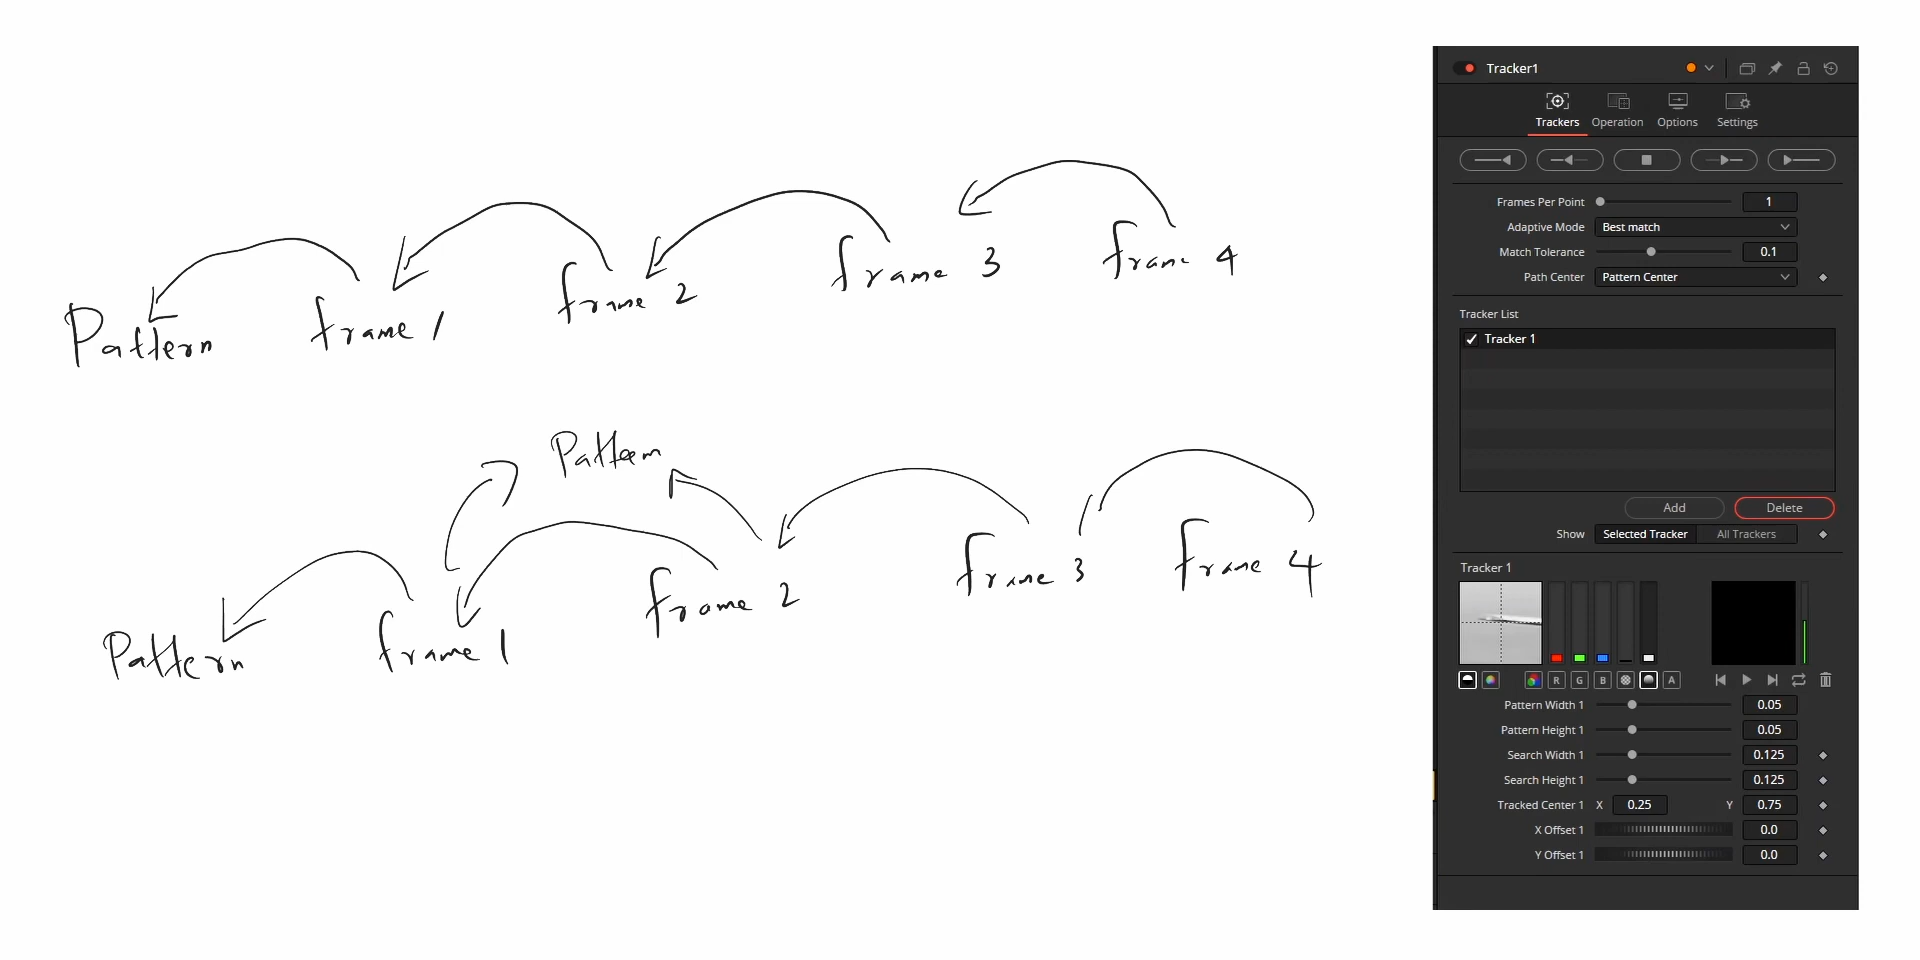 Pattern frame 1 frame 2 frame 3 frame 4
Pattern
Pattern frame 1 frame 2 frame 3 frame 4
Tracker1
Trackers Operation Options Settings
Frames Per Point 1
Adaptive Mode Best match
Match Tolerance 0.1
Path Center Pattern Center
Tracker List
Tracker 1
Add Delete
Show Selected Tracker All Trackers
Tracker 1
R G B A
Pattern Width 1 0.05
Pattern Height 1 0.05
Search Width 1 0.125
Search Height 1 0.125
Tracked Center 1 X 0.25 Y 0.75
X Offset 1 0.0
Y Offset 1 0.0